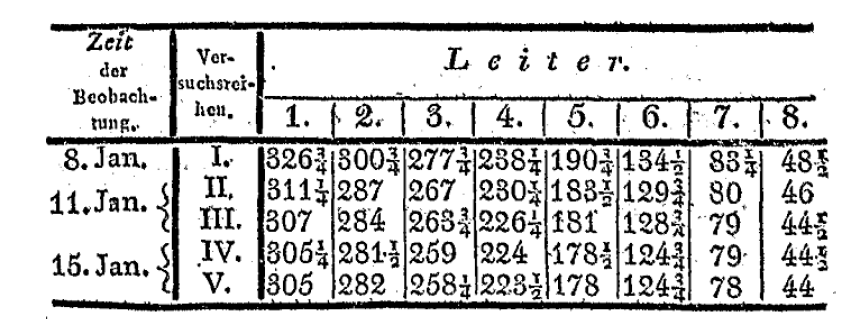 Zeit der Beobach-tung. | Ver-suchsrei-hen. | Leiter.
1. | 2. | 3. | 4. | 5. | 6. | 7. | 8.
8. Jan. | I. | 326¾ | 300¾ | 277¾ | 238¼ | 190¾ | 134½ | 83¼ | 48½
11. Jan. { | II. | 311¼ | 287 | 267 | 230¼ | 183½ | 129¾ | 80 | 46
III. | 307 | 284 | 263¾ | 226¼ | 181 | 128¾ | 79 | 44½
15. Jan. { | IV. | 305¼ | 281½ | 259 | 224 | 178½ | 124¾ | 79 | 44½
V. | 305 | 282 | 258¼ | 223½ | 178 | 124¾ | 78 | 44